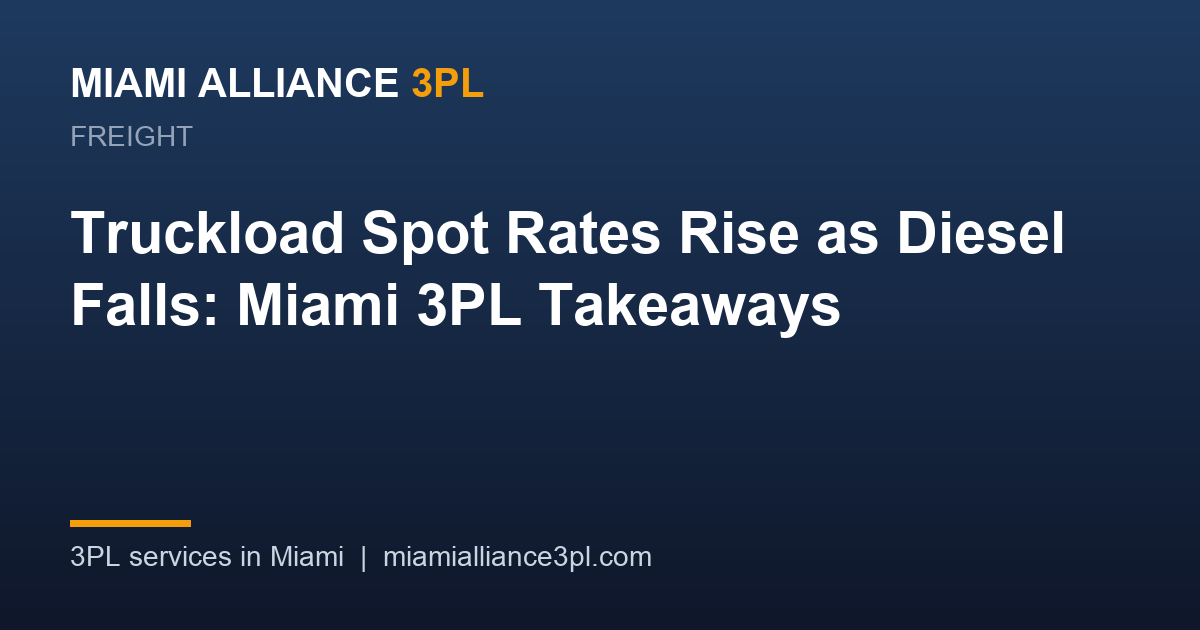 MIAMI ALLIANCE 3PL
FREIGHT
Truckload Spot Rates Rise as Diesel
Falls: Miami 3PL Takeaways
3PL services in Miami | miamialliance3pl.com